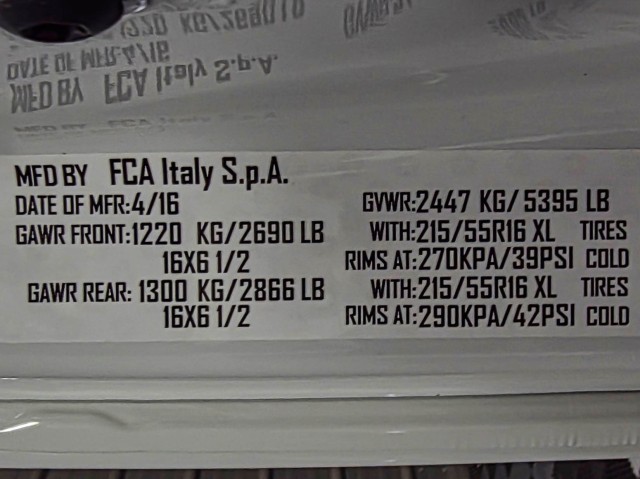 MFD BY FCA Italy S.p.A.
DATE OF MFR:4/16 GVWR:2447 KG/5395 LB
GAWR FRONT:1220 KG/2690 LB WITH:215/55R16 XL TIRES
16X6 1/2 RIMS AT:270KPA/39PSI COLD
GAWR REAR: 1300 KG/2866 LB WITH:215/55R16 XL TIRES
16X6 1/2 RIMS AT:290KPA/42PSI COLD